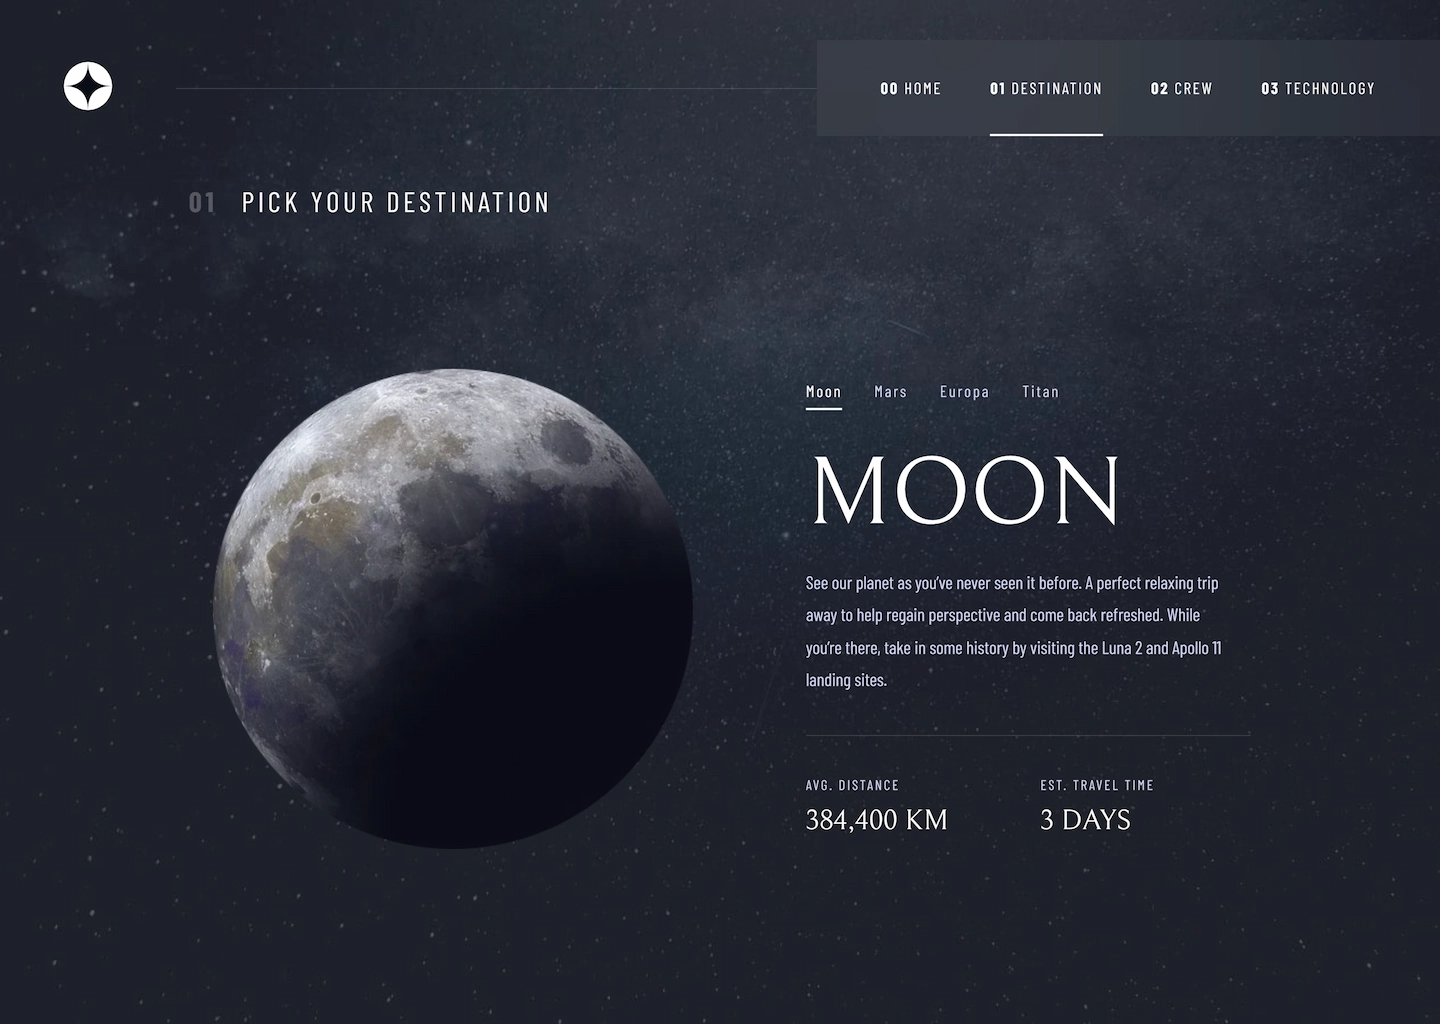 00 HOME 01 DESTINATION 02 CREW 03 TECHNOLOGY
01 PICK YOUR DESTINATION
Moon Mars Europa Titan
MOON
See our planet as you’ve never seen it before. A perfect relaxing trip
away to help regain perspective and come back refreshed. While
you’re there, take in some history by visiting the Luna 2 and Apollo 11
landing sites.
AVG. DISTANCE EST. TRAVEL TIME
384,400 KM 3 DAYS